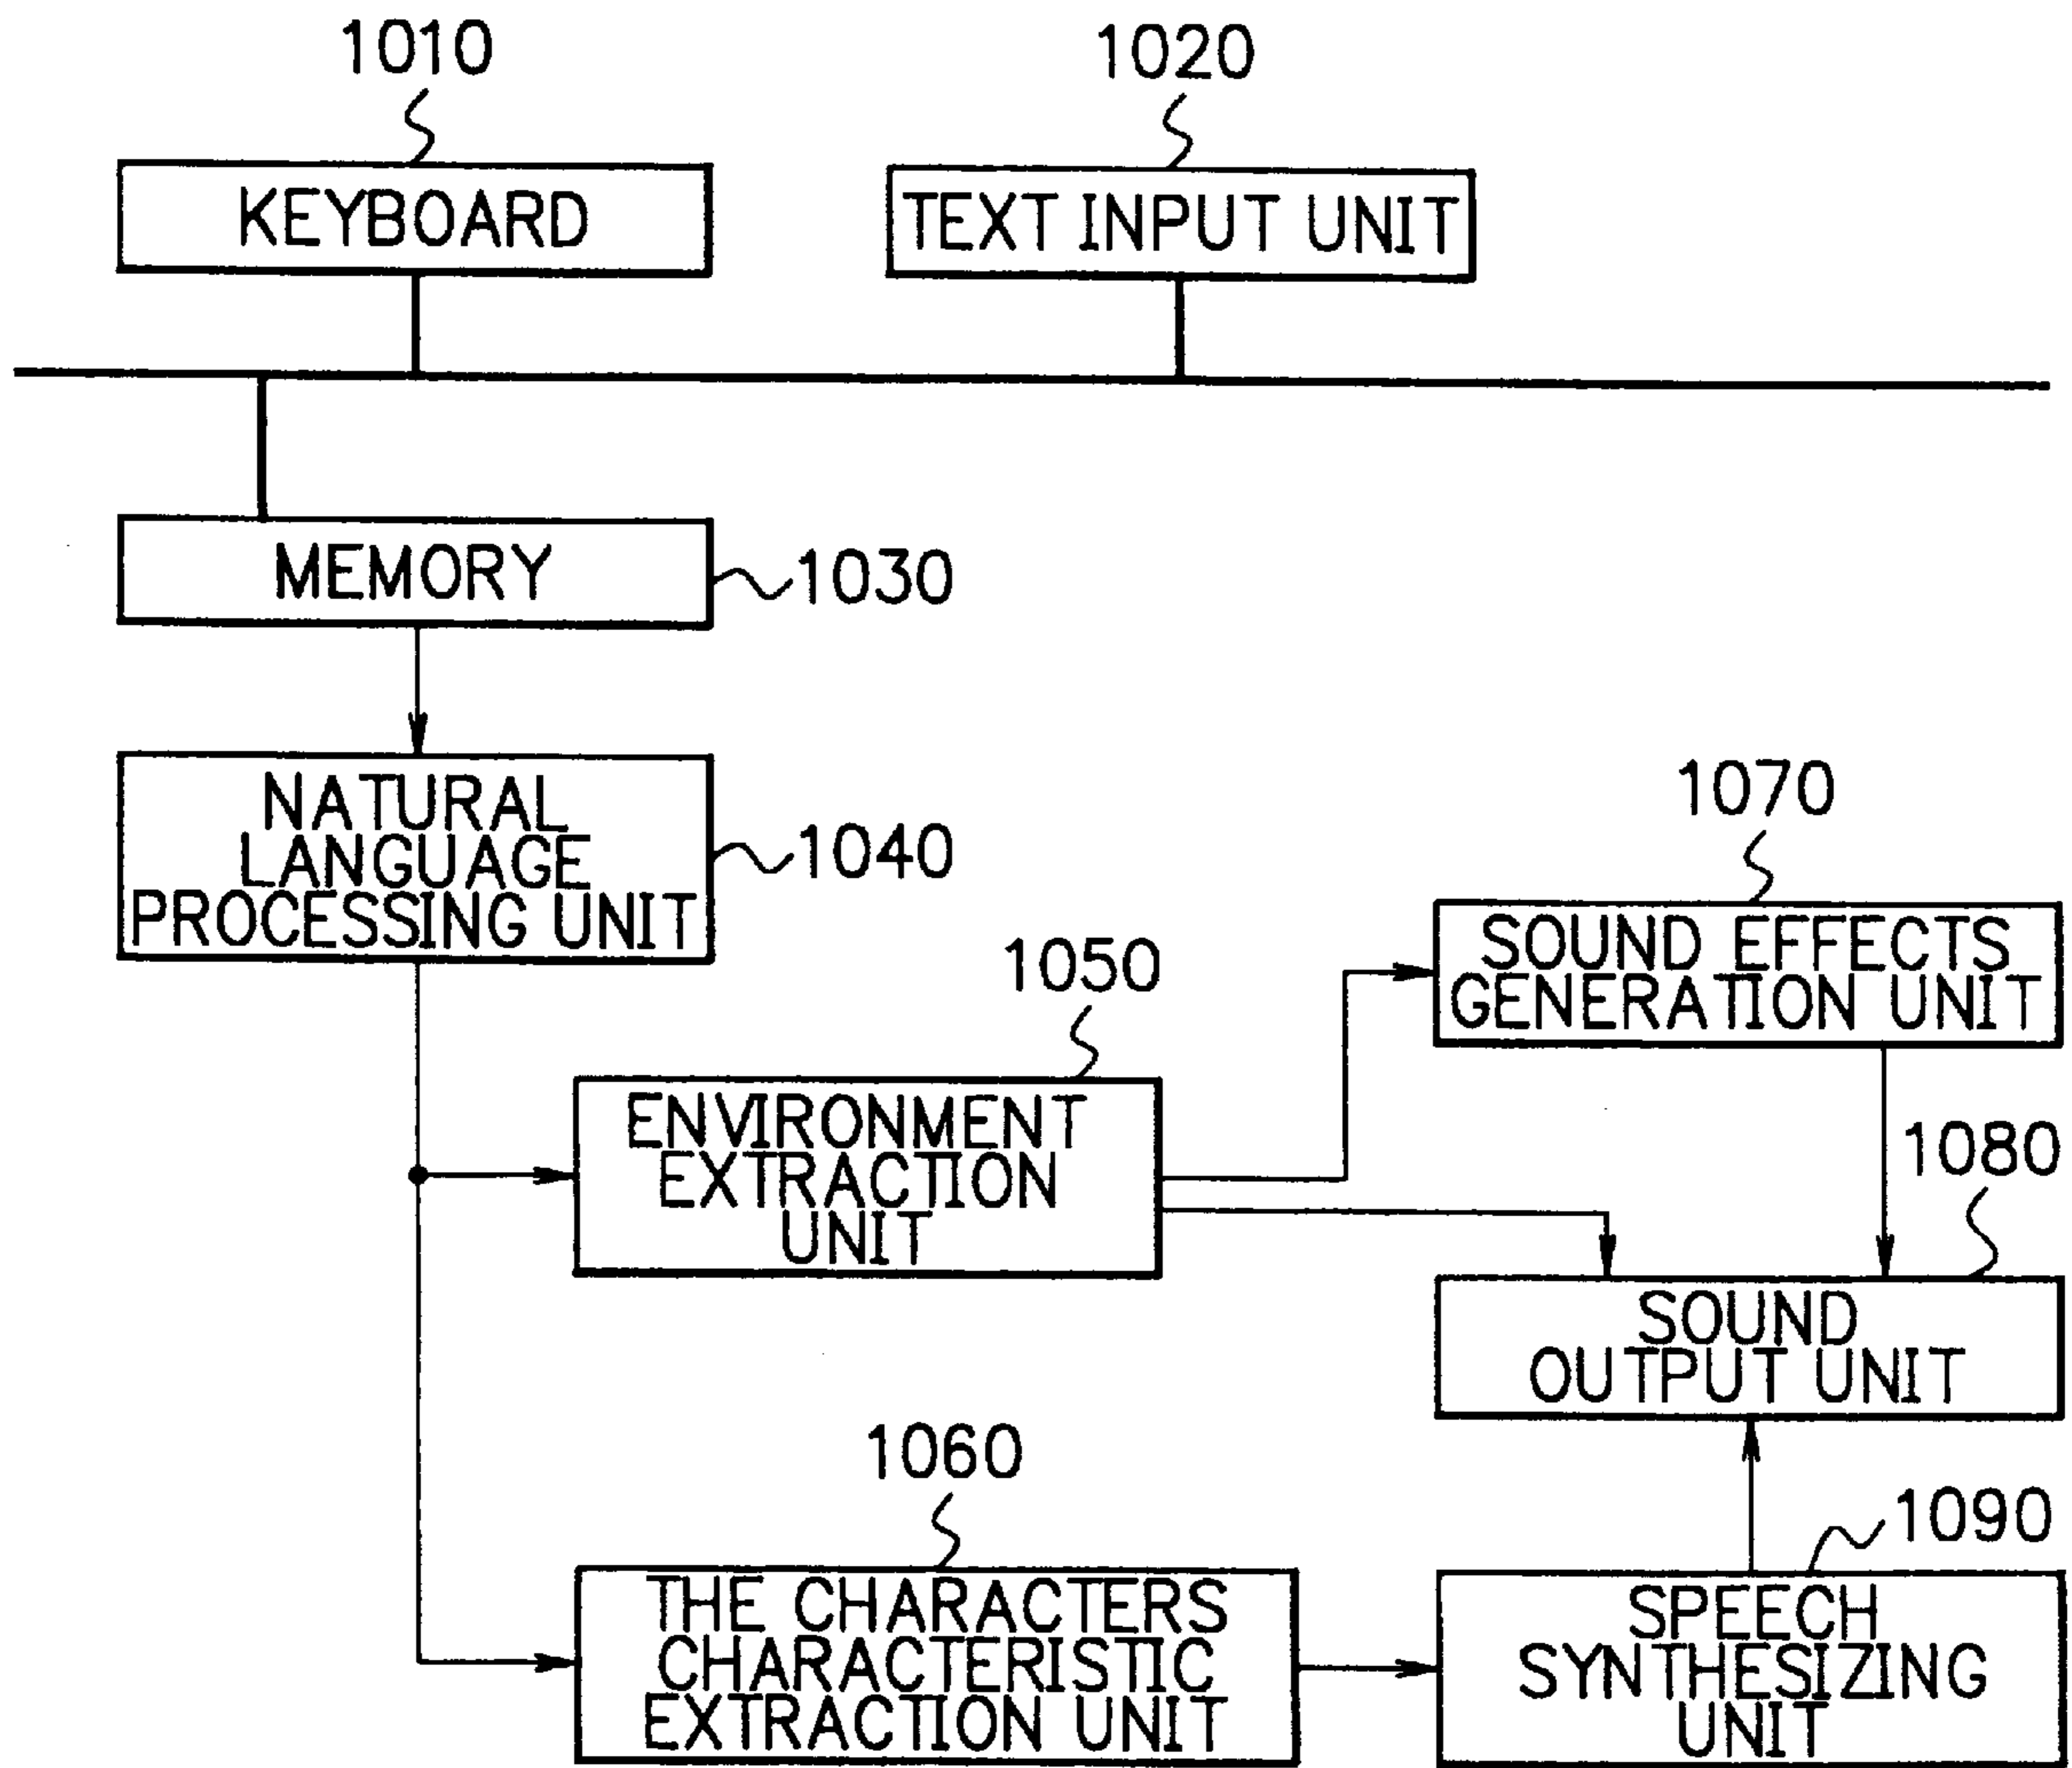 1010
1020
KEYBOARD
TEXT INPUT UNIT
MEMORY
1030
NATURAL
LANGUAGE
PROCESSING UNIT
1040
1070
SOUND EFFECTS
GENERATION UNIT
1050
ENVIRONMENT
EXTRACTION
UNIT
1080
SOUND
OUTPUT UNIT
1060
THE CHARACTERS
CHARACTERISTIC
EXTRACTION UNIT
1090
SPEECH
SYNTHESIZING
UNIT